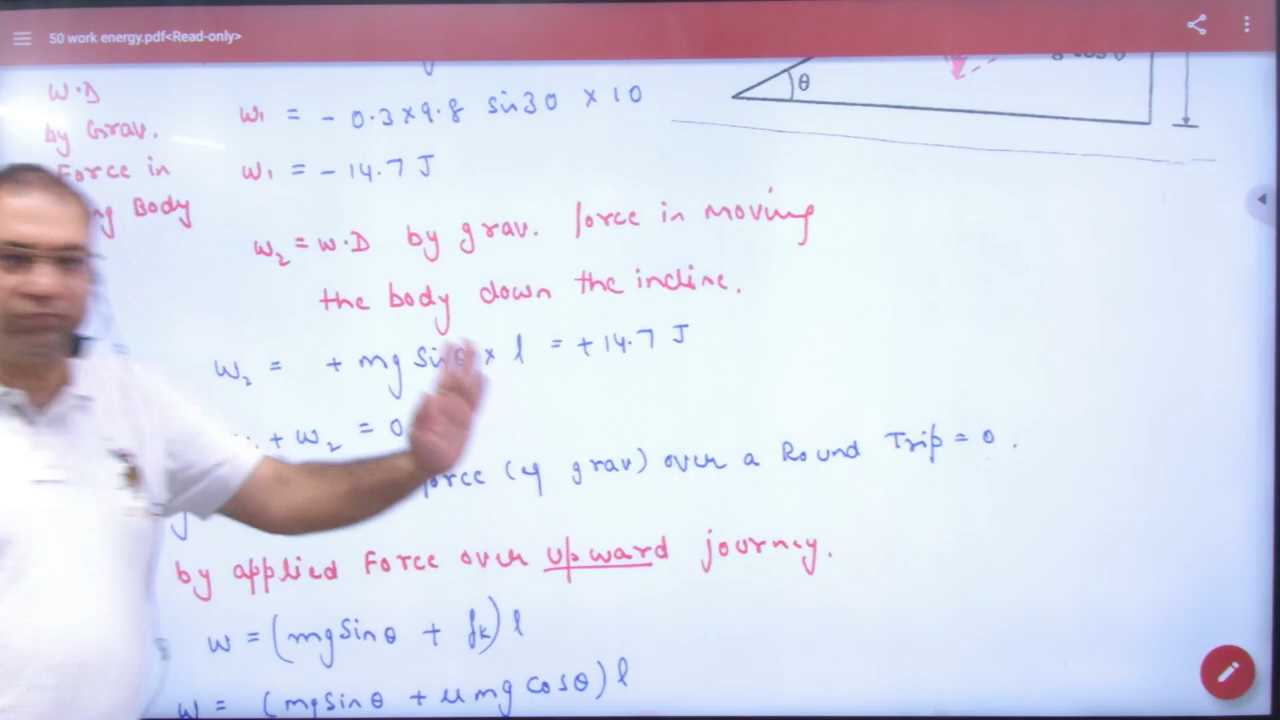 50 work energy.pdf<Read-only>
W.D
by Grav.
Force in
Body
W₁ = - 0.3×9.8 sin30 × 10
W₁ = - 14.7 J
θ
W₂ = W.D by grav. force in moving
the body down the incline.
W₂ = + mg sinθ × l = +14.7 J
+ W₂ = 0
(of grav) over a Round Trip = 0.
by applied Force over upward journey.
W = (mg sinθ + fk) l
W = (mg sinθ + μ mg cosθ) l